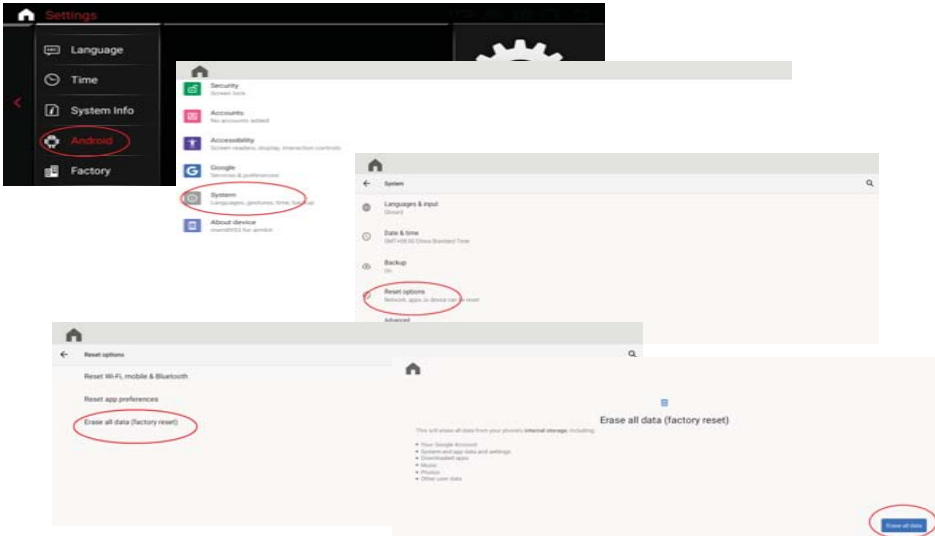 Settings
Language
Time
System Info
Android
Factory
Security
Screen lock
Accounts
No accounts added
Accessibility
Screen readers, display, interaction controls
Google
Services & preferences
System
Languages, gestures, time, backup
About device
System
Languages & input
Gboard
Date & time
GMT+08:00 China Standard Time
Backup
On
Reset options
Network, apps, or device can be reset
Advanced
Reset options
Reset Wi-Fi, mobile & Bluetooth
Reset app preferences
Erase all data (factory reset)
Erase all data (factory reset)
This will erase all data from your phone's internal storage, including:
• Your Google Account
• System and app data and settings
• Downloaded apps
• Music
• Photos
• Other user data
Erase all data